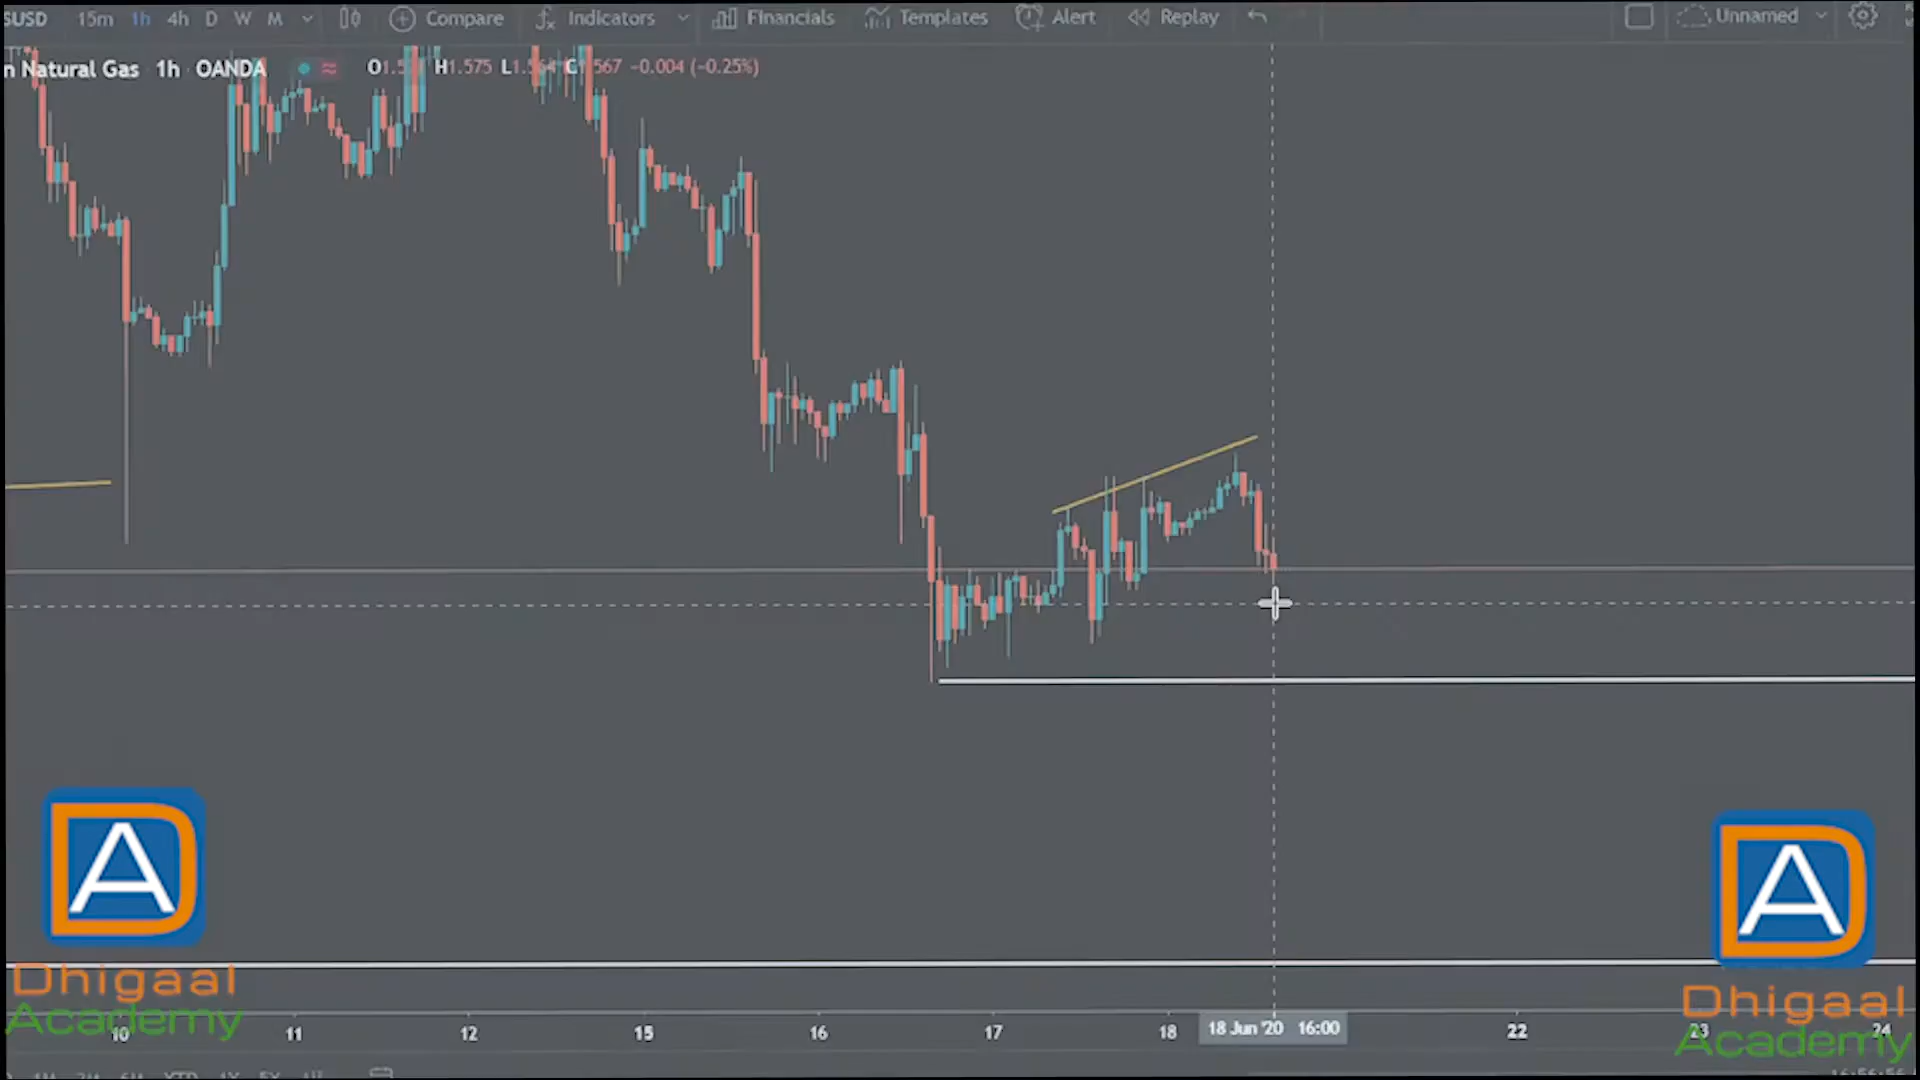 SUSD 15m 1h 4h D W M Compare Indicators Financials Templates Alert Replay Unnamed
n Natural Gas 1h OANDA H1.575 −0.004 (−0.25%)
DA DA
Dhigaal
Academy
Dhigaal
Academy
10 11 12 15 16 17 18 18 Jun '20 16:00 22 23 24